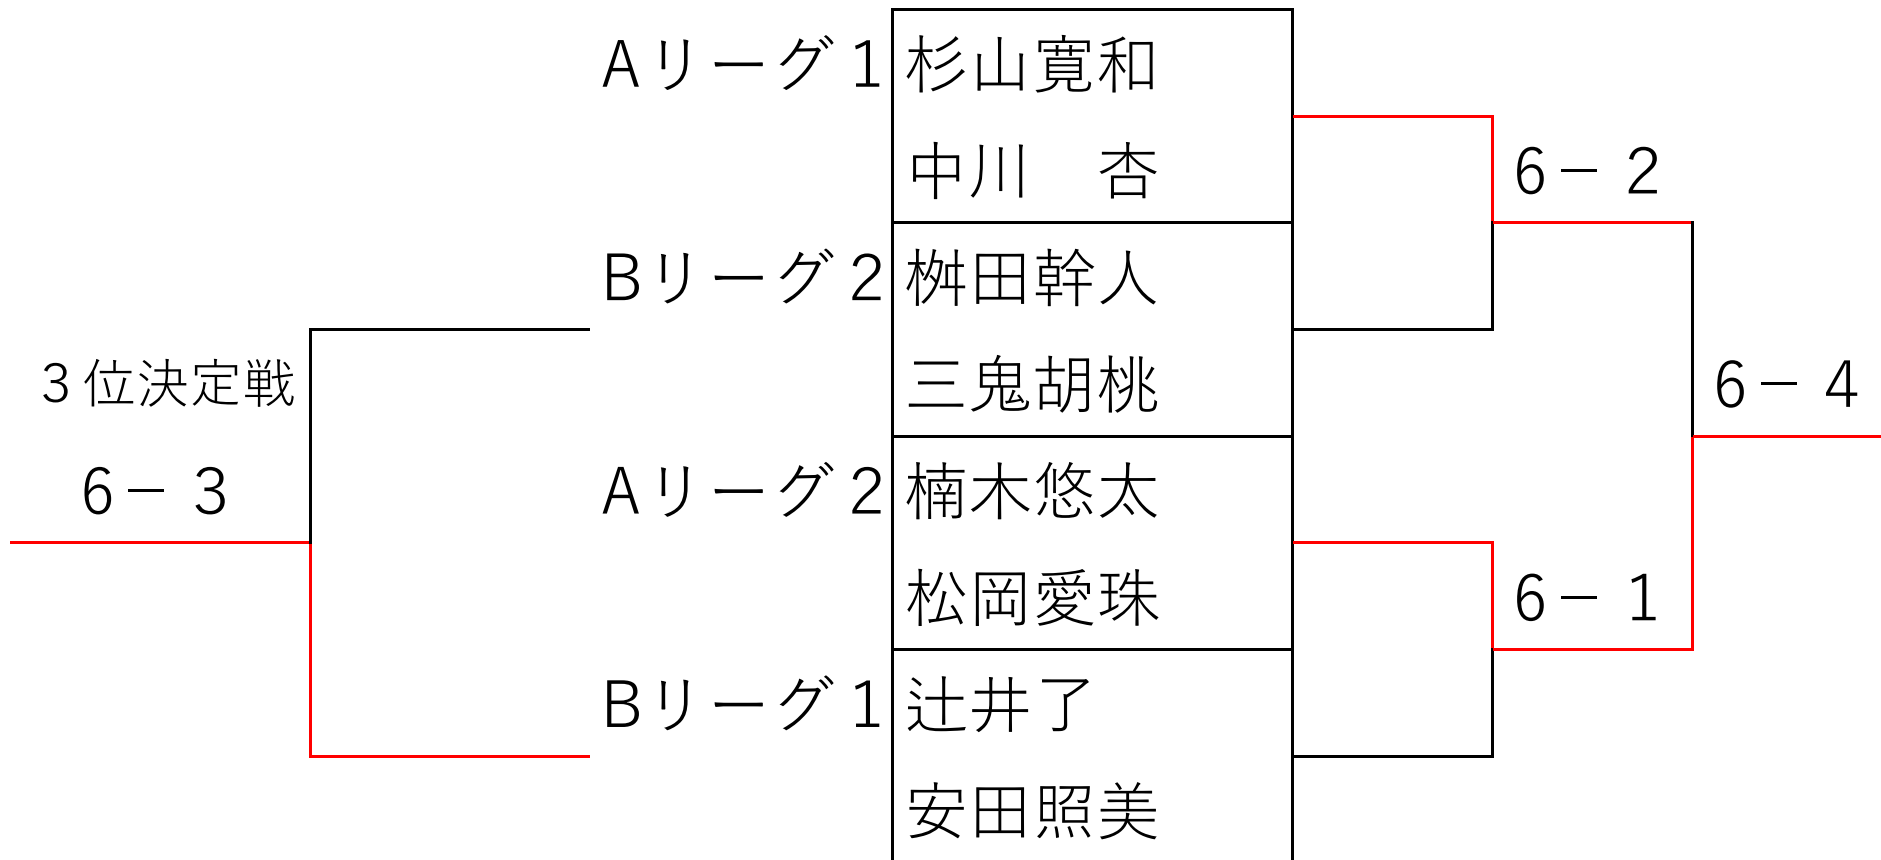 Aリーグ1 杉山寛和
中川　杏
6－2
Bリーグ2 桝田幹人
3位決定戦
三鬼胡桃
6－4
6－3
Aリーグ2 楠木悠太
松岡愛珠
6－1
Bリーグ1 辻井了
安田照美